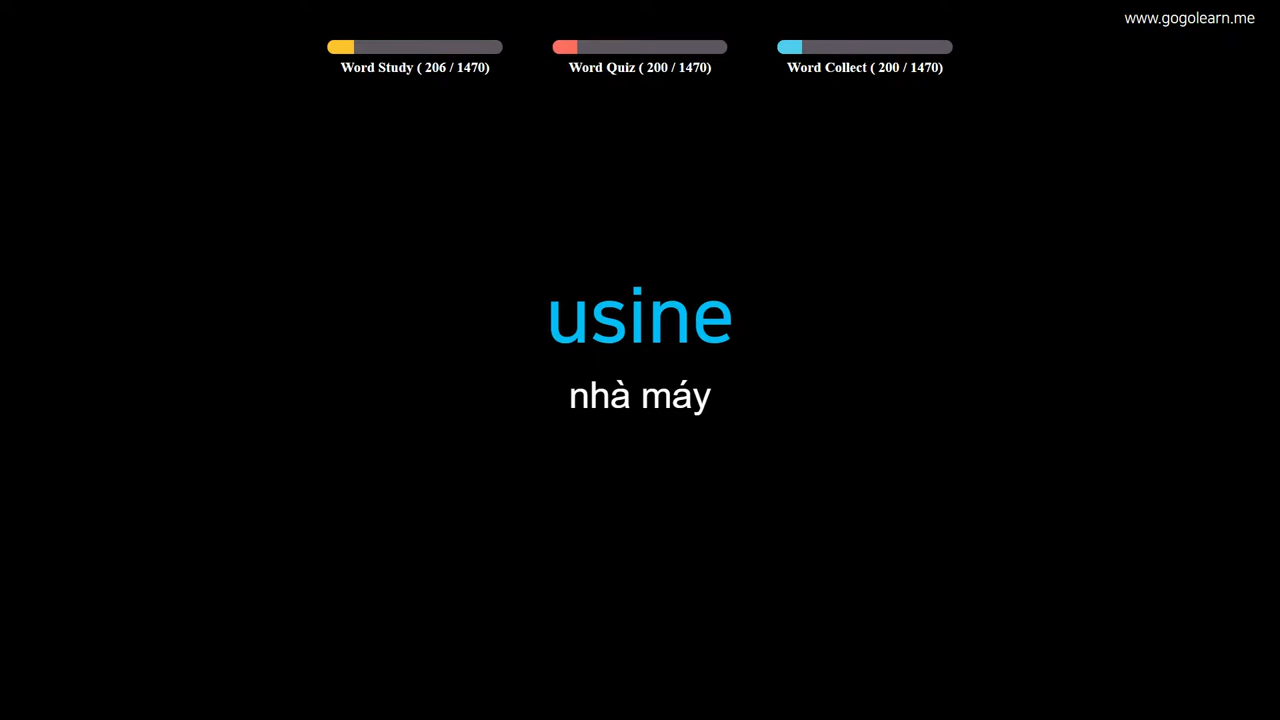 www.gogolearn.me
Word Study ( 206 / 1470)
Word Quiz ( 200 / 1470)
Word Collect ( 200 / 1470)
usine
nhà máy